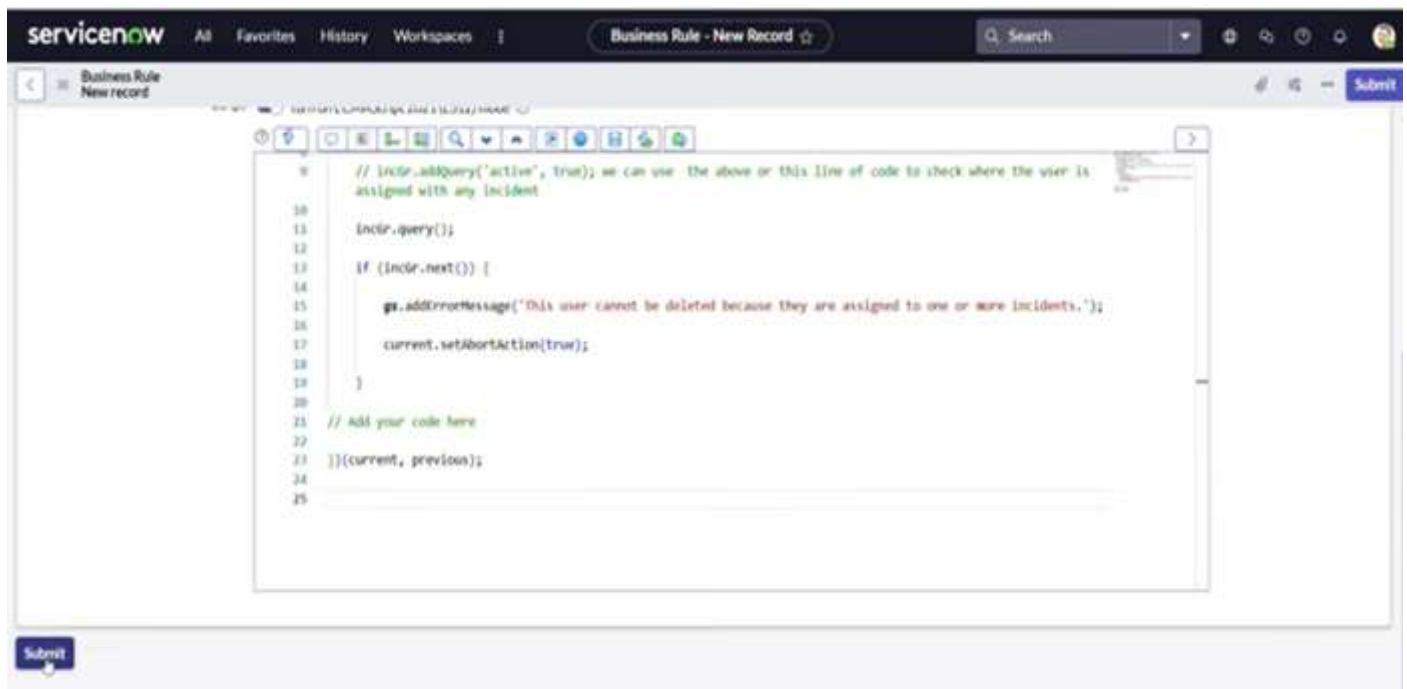 servicenow All Favorites History Workspaces Business Rule - New Record Search
Business Rule
New record
Submit
9 // incGr.addQuery('active', true); we can use the above or this line of code to check where the user is
assigned with any incident
10
11 incGr.query();
12
13 if (incGr.next()) {
14
15 gs.addErrorMessage('This user cannot be deleted because they are assigned to one or more incidents.');
16
17 current.setAbortAction(true);
18
19 }
20
21 // Add your code here
22
23 })(current, previous);
24
25
Submit